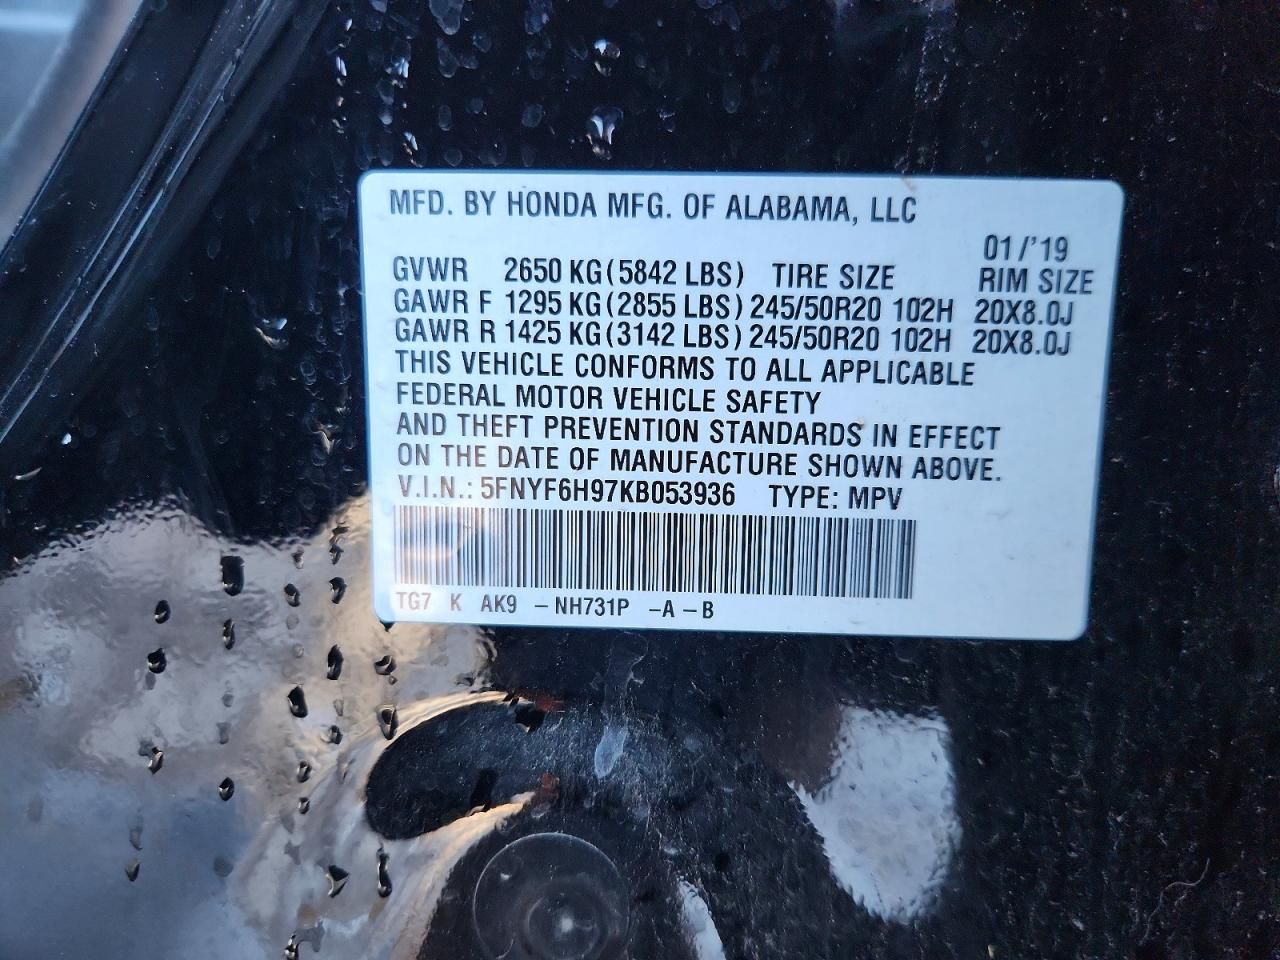 MFD. BY HONDA MFG. OF ALABAMA, LLC
01/'19
GVWR 2650 KG(5842 LBS) TIRE SIZE RIM SIZE
GAWR F 1295 KG(2855 LBS) 245/50R20 102H 20X8.0J
GAWR R 1425 KG(3142 LBS) 245/50R20 102H 20X8.0J
THIS VEHICLE CONFORMS TO ALL APPLICABLE
FEDERAL MOTOR VEHICLE SAFETY
AND THEFT PREVENTION STANDARDS IN EFFECT
ON THE DATE OF MANUFACTURE SHOWN ABOVE.
V.I.N.: 5FNYF6H97KB053936 TYPE: MPV
TG7 K AK9 -NH731P -A-B